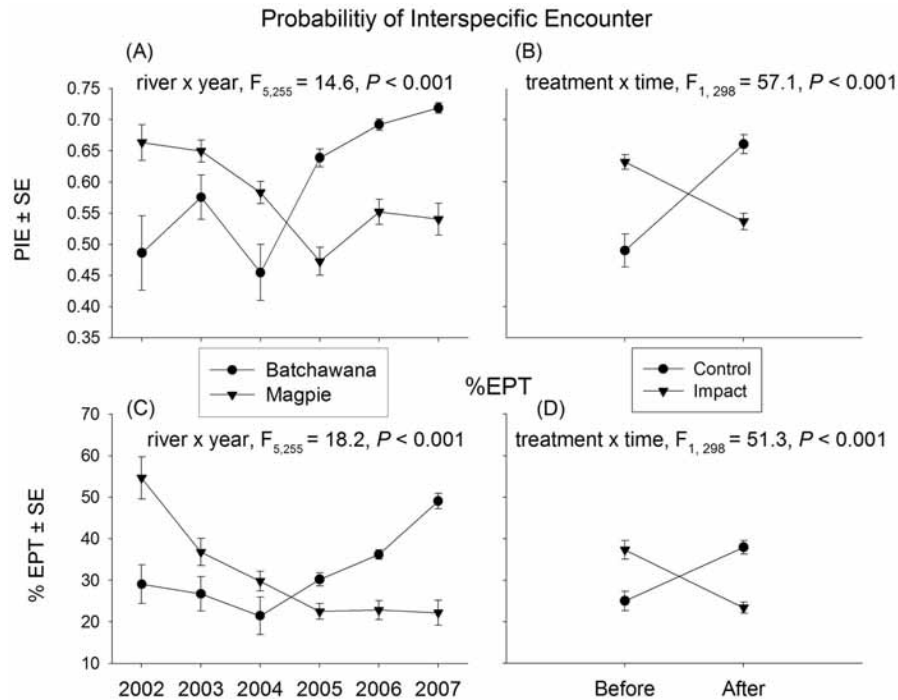 Probabilitiy of Interspecific Encounter
(A)
river x year, F5,255 = 14.6, P < 0.001
(B)
treatment x time, F1, 298 = 57.1, P < 0.001
PIE ± SE
0.75
0.70
0.65
0.60
0.55
0.50
0.45
0.40
0.35
Batchawana
Magpie
%EPT
Control
Impact
(C)
river x year, F5,255 = 18.2, P < 0.001
(D)
treatment x time, F1, 298 = 51.3, P < 0.001
% EPT ± SE
70
60
50
40
30
20
10
2002 2003 2004 2005 2006 2007
Before After